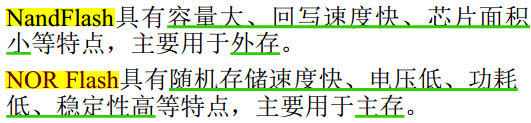 NandFlash具有容量大、回写速度快、芯片面积
小等特点，主要用于外存。
NOR Flash具有随机存储速度快、电压低、功耗
低、稳定性高等特点，主要用于主存。